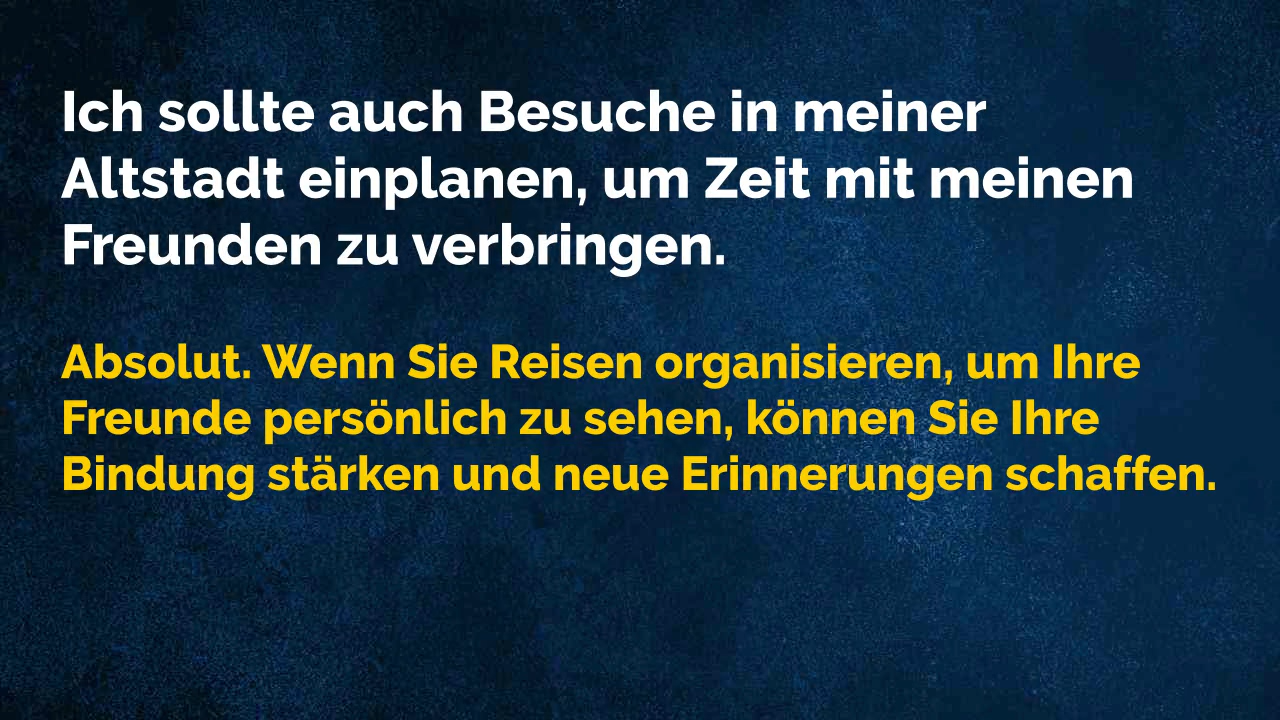 Ich sollte auch Besuche in meiner
Altstadt einplanen, um Zeit mit meinen
Freunden zu verbringen.
Absolut. Wenn Sie Reisen organisieren, um Ihre
Freunde persönlich zu sehen, können Sie Ihre
Bindung stärken und neue Erinnerungen schaffen.